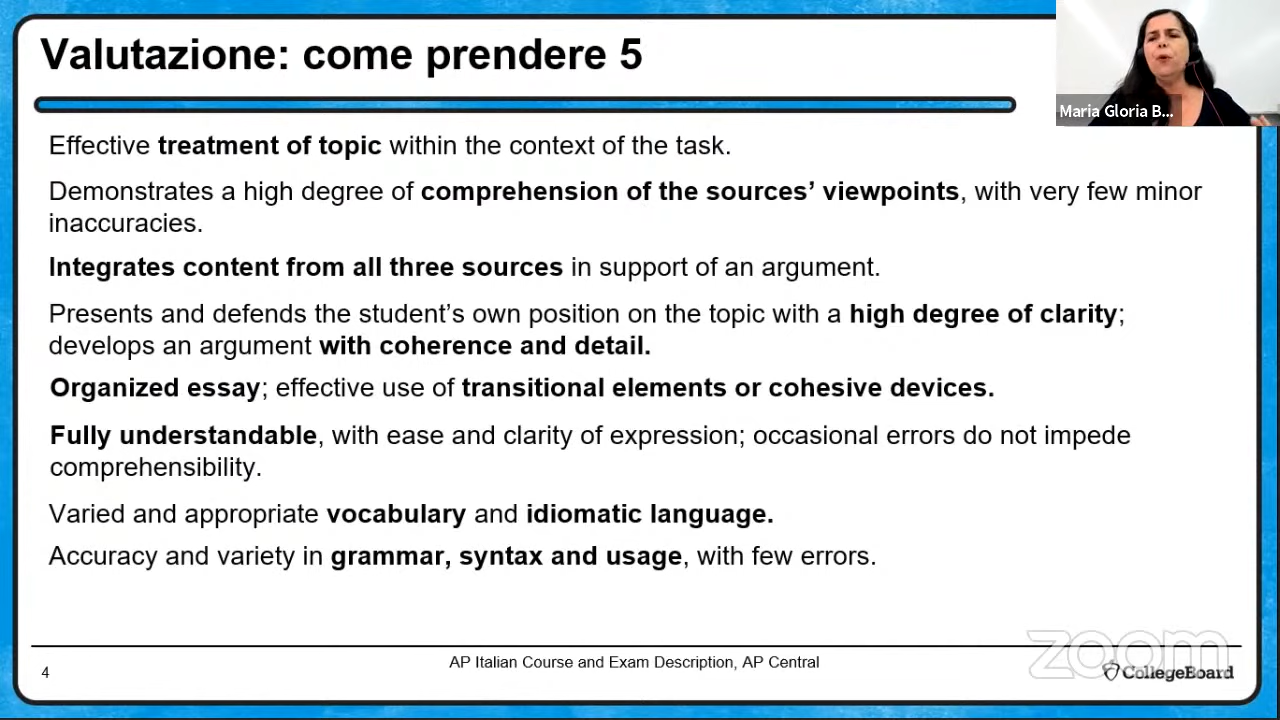 Valutazione: come prendere 5
Maria Gloria B...
Effective treatment of topic within the context of the task.
Demonstrates a high degree of comprehension of the sources’ viewpoints, with very few minor
inaccuracies.
Integrates content from all three sources in support of an argument.
Presents and defends the student’s own position on the topic with a high degree of clarity;
develops an argument with coherence and detail.
Organized essay; effective use of transitional elements or cohesive devices.
Fully understandable, with ease and clarity of expression; occasional errors do not impede
comprehensibility.
Varied and appropriate vocabulary and idiomatic language.
Accuracy and variety in grammar, syntax and usage, with few errors.
4
AP Italian Course and Exam Description, AP Central
zoom
CollegeBoard